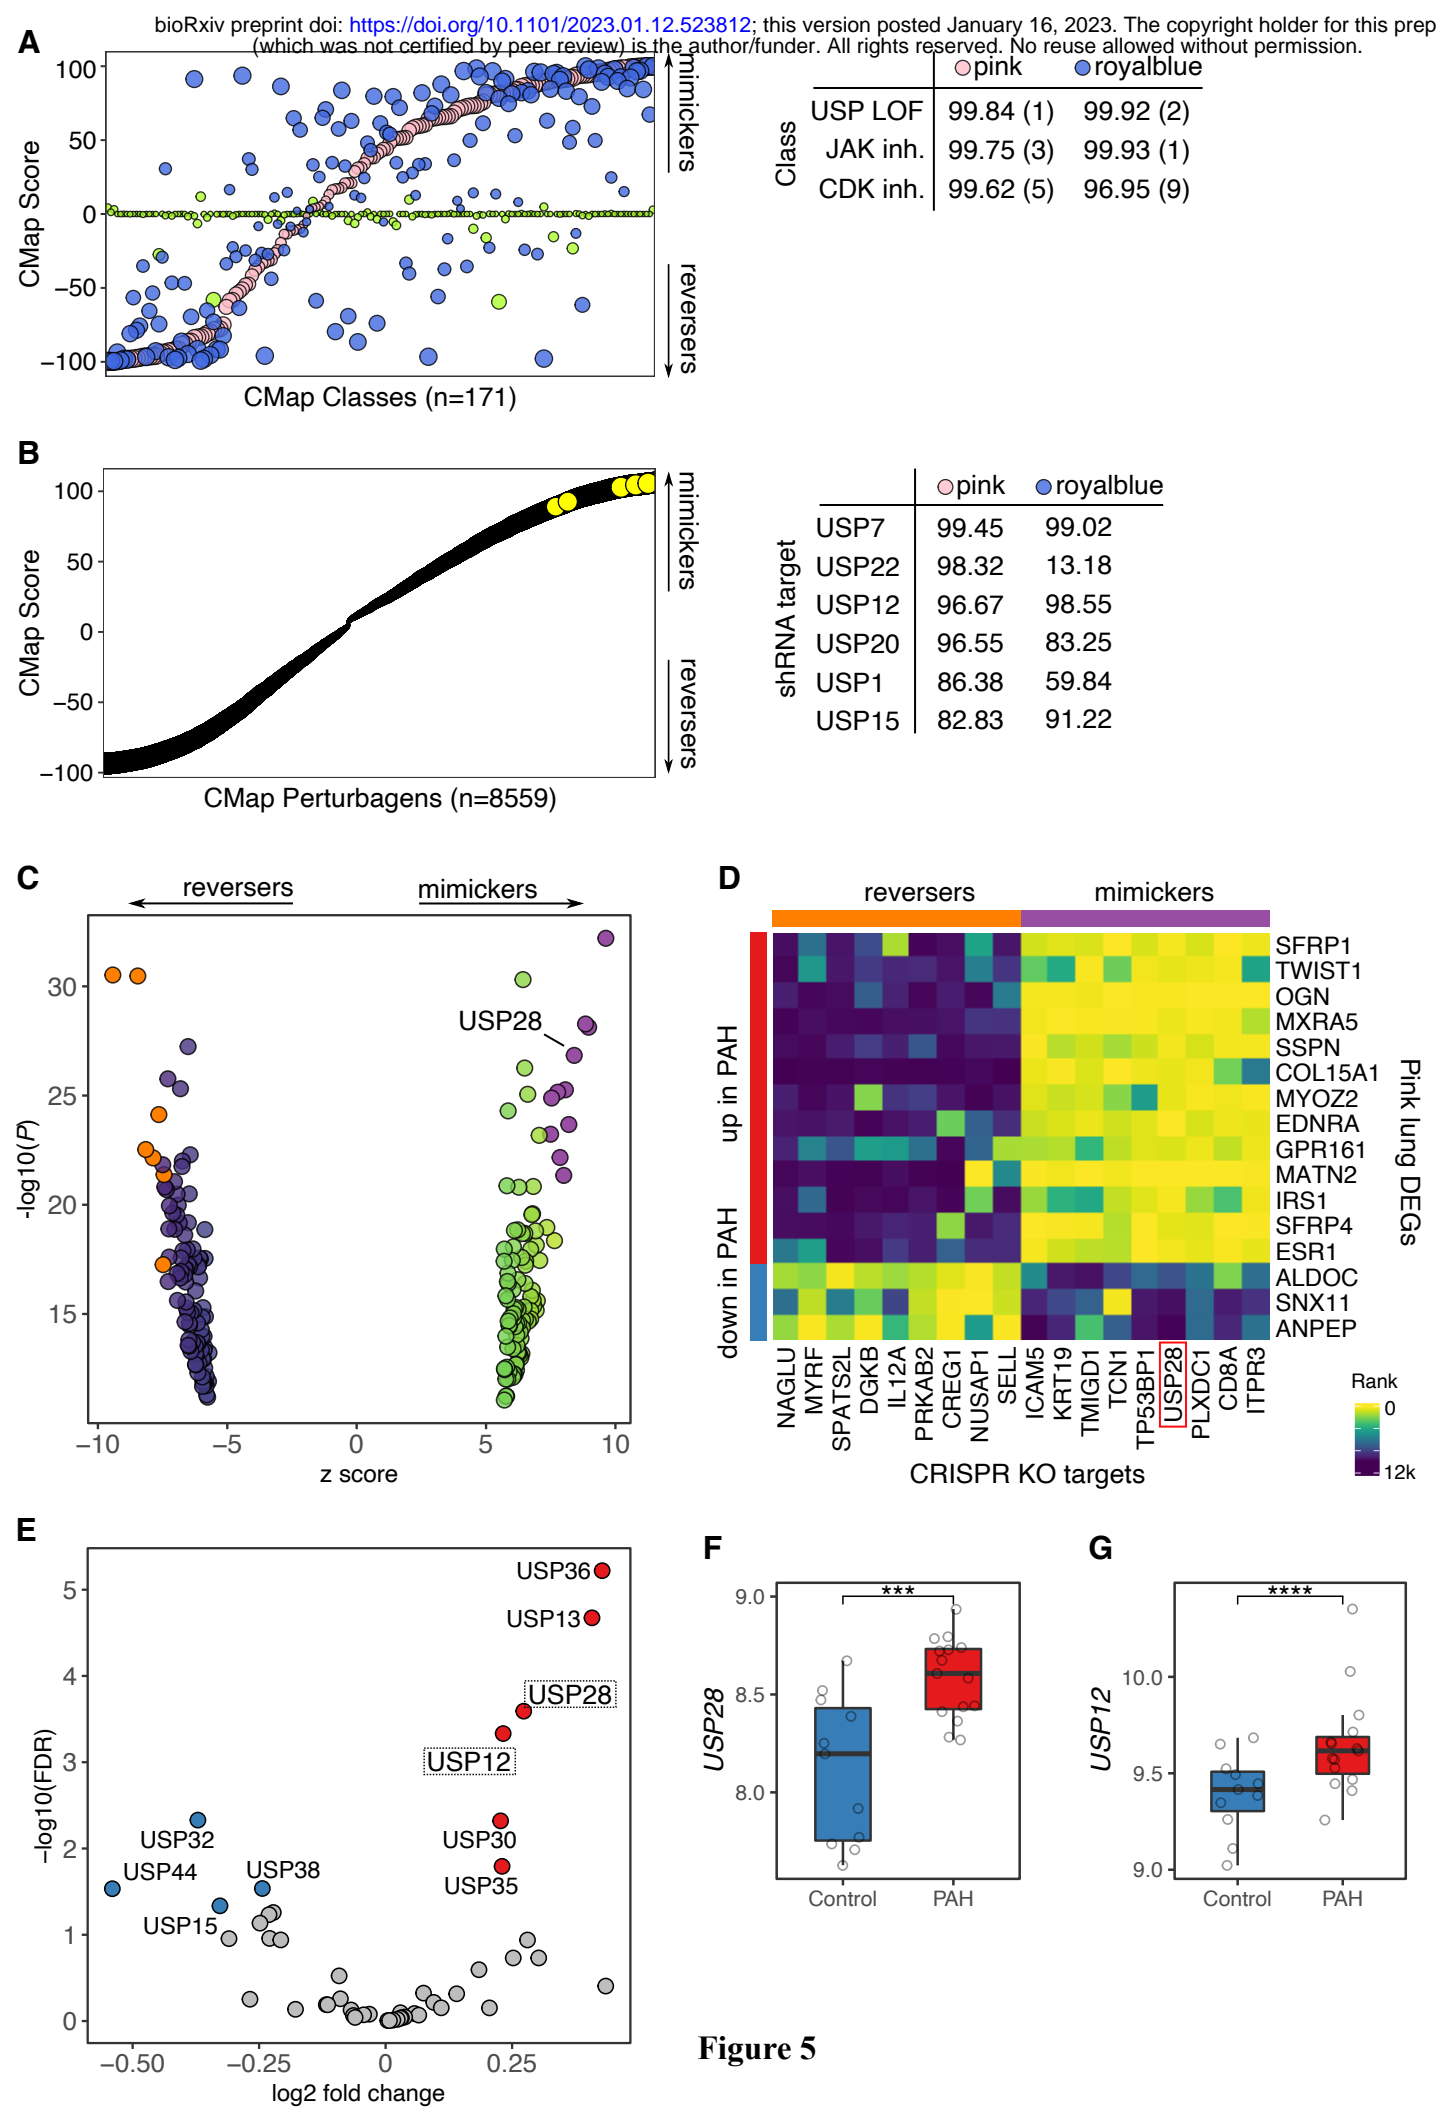 bioRxiv preprint doi: https://doi.org/10.1101/2023.01.12.523812; this version posted January 16, 2023. The copyright holder for this prep
(which was not certified by peer review) is the author/funder. All rights reserved. No reuse allowed without permission.
A
CMap Score
100
50
0
−50
−100
CMap Classes (n=171)
mimickers
reversers
Class
pink royalblue
USP LOF 99.84 (1) 99.92 (2)
JAK inh. 99.75 (3) 99.93 (1)
CDK inh. 99.62 (5) 96.95 (9)
B
CMap Score
100
50
0
−50
−100
CMap Perturbagens (n=8559)
mimickers
reversers
shRNA target
pink royalblue
USP7 99.45 99.02
USP22 98.32 13.18
USP12 96.67 98.55
USP20 96.55 83.25
USP1 86.38 59.84
USP15 82.83 91.22
C
reversers mimickers
-log10(P)
30
25
20
15
USP28
−10 −5 0 5 10
z score
D
reversers mimickers
up in PAH
down in PAH
SFRP1
TWIST1
OGN
MXRA5
SSPN
COL15A1
MYOZ2
EDNRA
GPR161
MATN2
IRS1
SFRP4
ESR1
ALDOC
SNX11
ANPEP
Pink lung DEGs
NAGLU
MYRF
SPATS2L
DGKB
IL12A
PRKAB2
CREG1
NUSAP1
SELL
ICAM5
KRT19
TMIGD1
TCN1
TP53BP1
USP28
PLXDC1
CD8A
ITPR3
CRISPR KO targets
Rank
0
12k
E
−log10(FDR)
5
4
3
2
1
0
USP36
USP13
USP28
USP12
USP32
USP30
USP44
USP38
USP35
USP15
−0.50 −0.25 0 0.25
log2 fold change
F
USP28
9.0
8.5
8.0
***
Control PAH
G
USP12
10.0
9.5
9.0
****
Control PAH
Figure 5